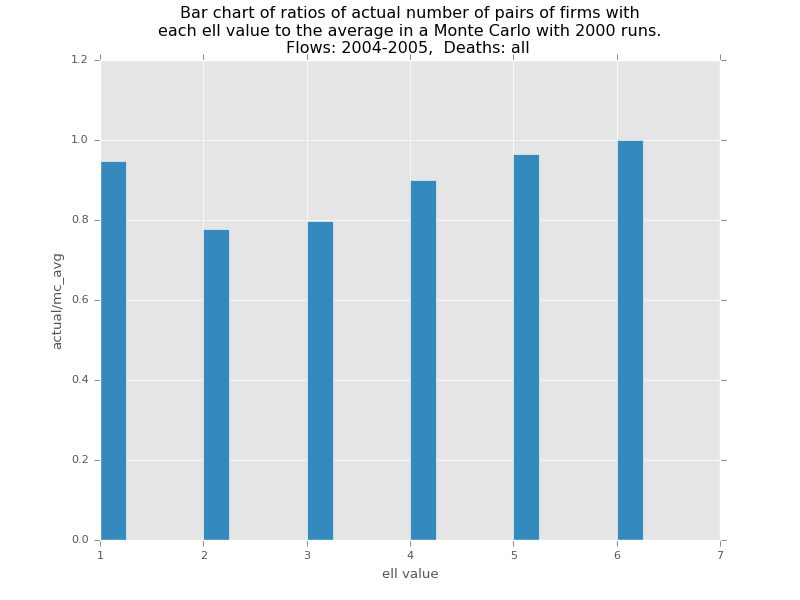 Bar chart of ratios of actual number of pairs of firms with
each ell value to the average in a Monte Carlo with 2000 runs.
Flows: 2004-2005,  Deaths: all
1.2
1.0
0.8
0.6
0.4
0.2
0.0
actual/mc_avg
1 2 3 4 5 6 7
ell value